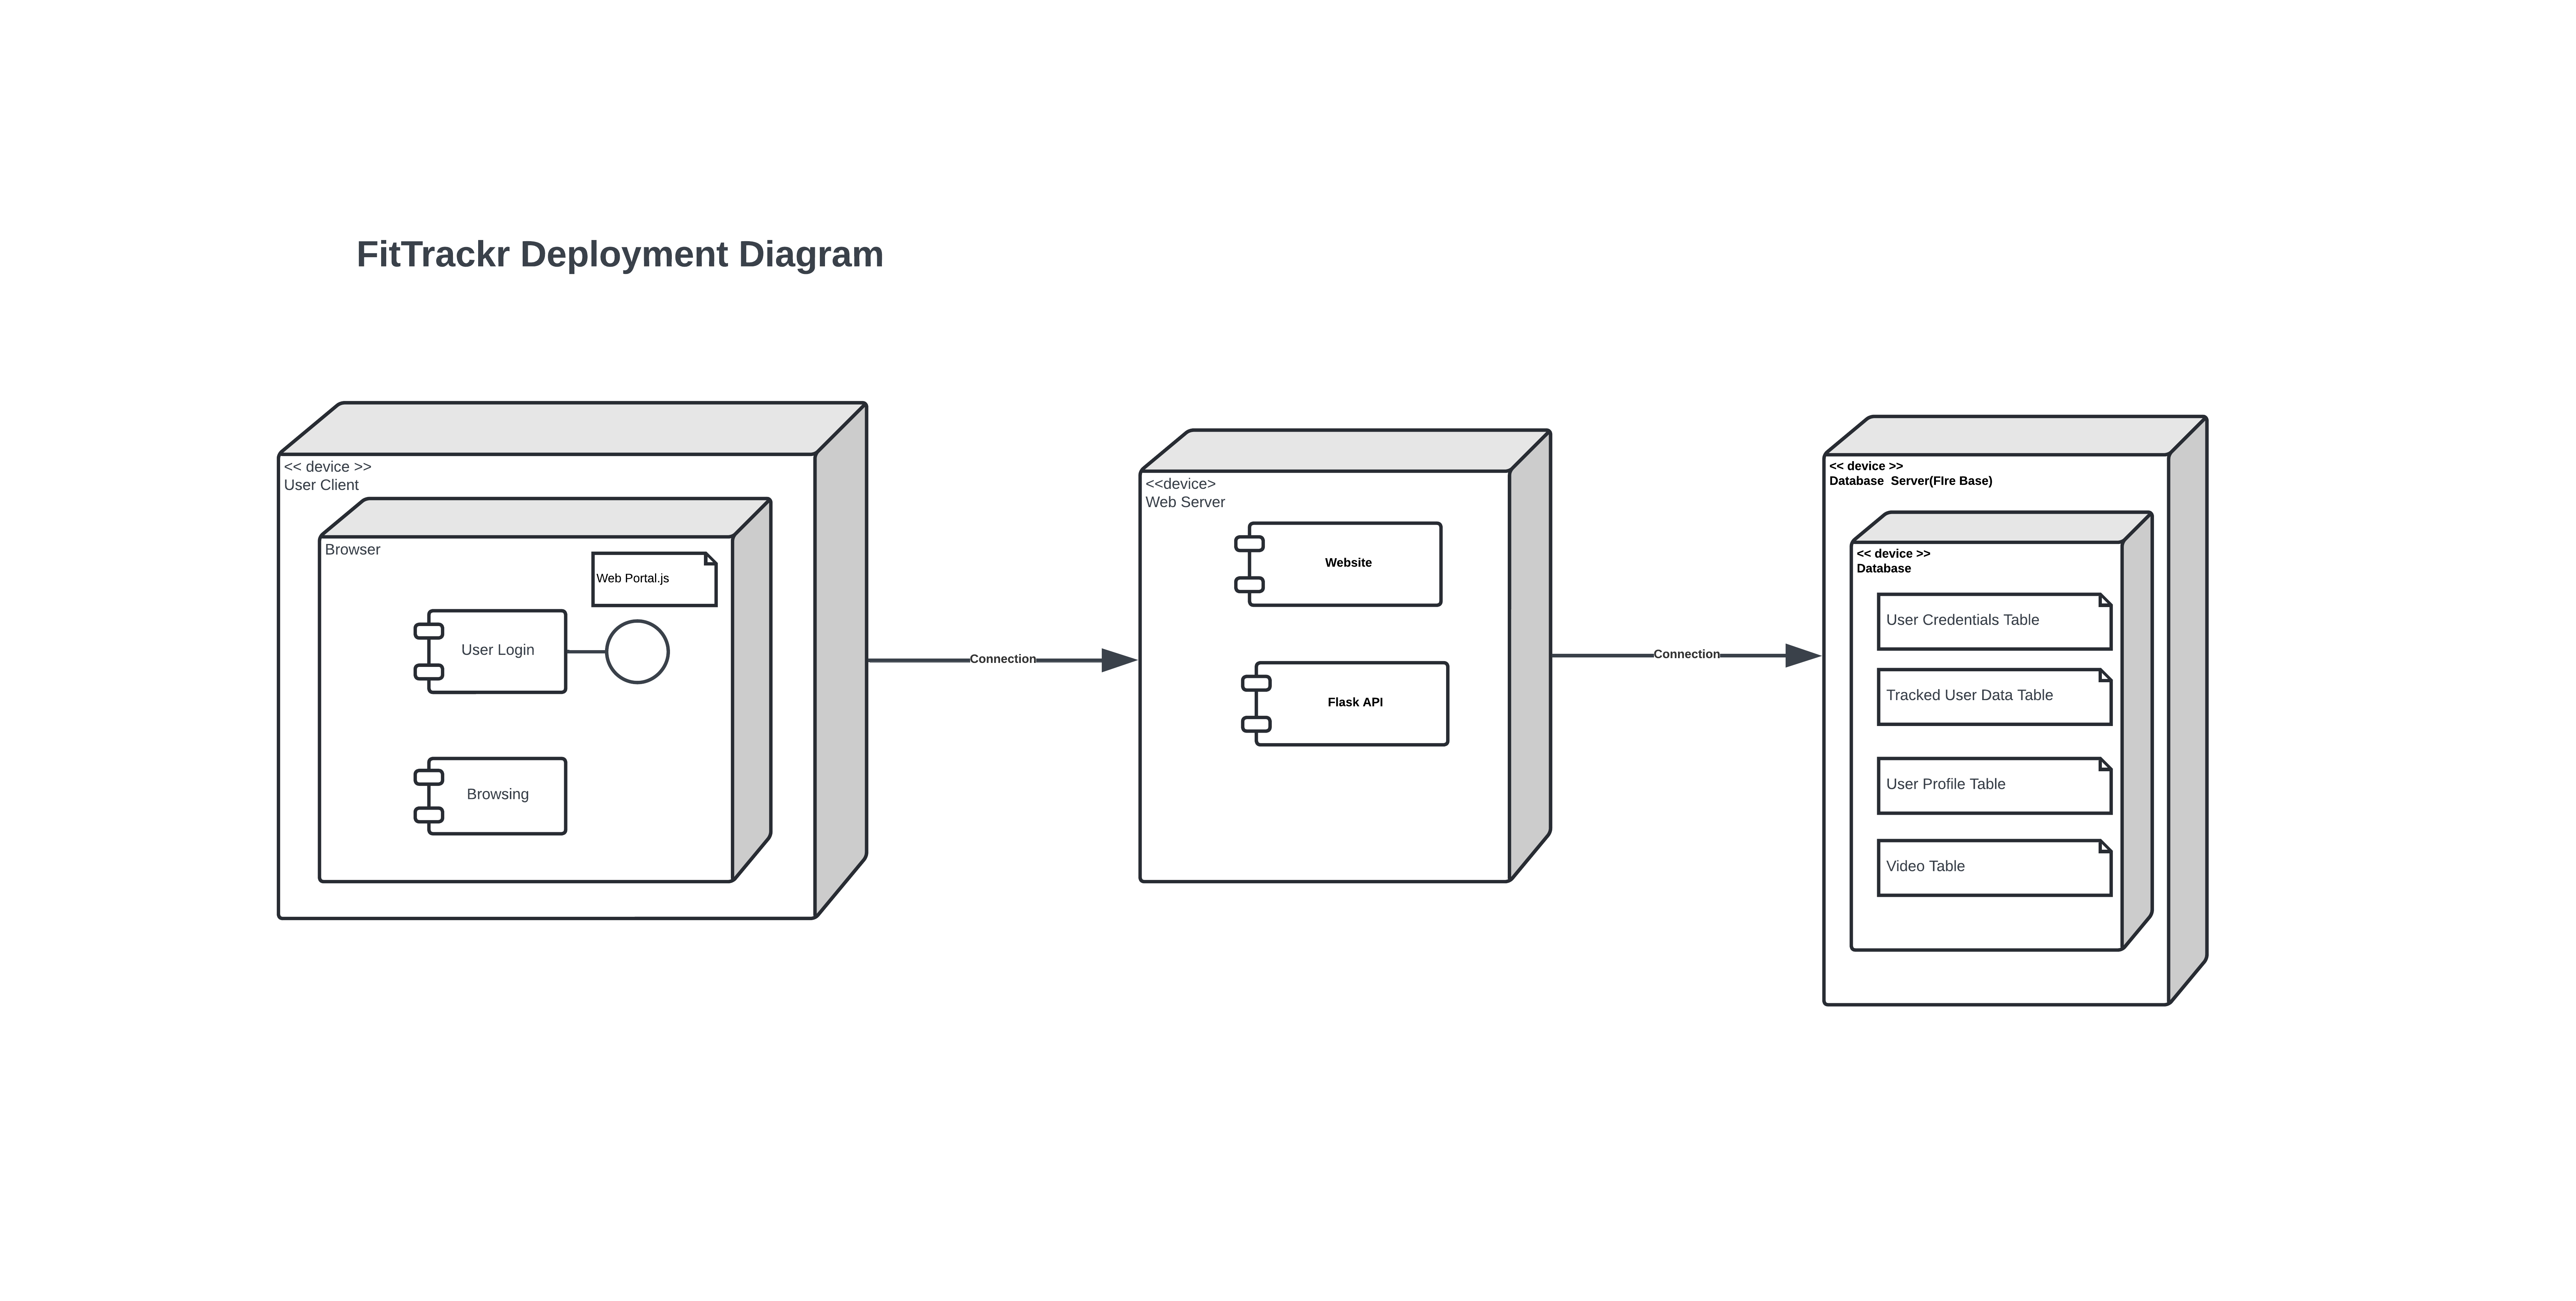 FitTrackr Deployment Diagram
<< device >>
User Client
Browser
Web Portal.js
User Login
Browsing
Connection
<<device>
Web Server
Website
Flask API
Connection
<< device >>
Database  Server(FIre Base)
<< device >>
Database
User Credentials Table
Tracked User Data Table
User Profile Table
Video Table